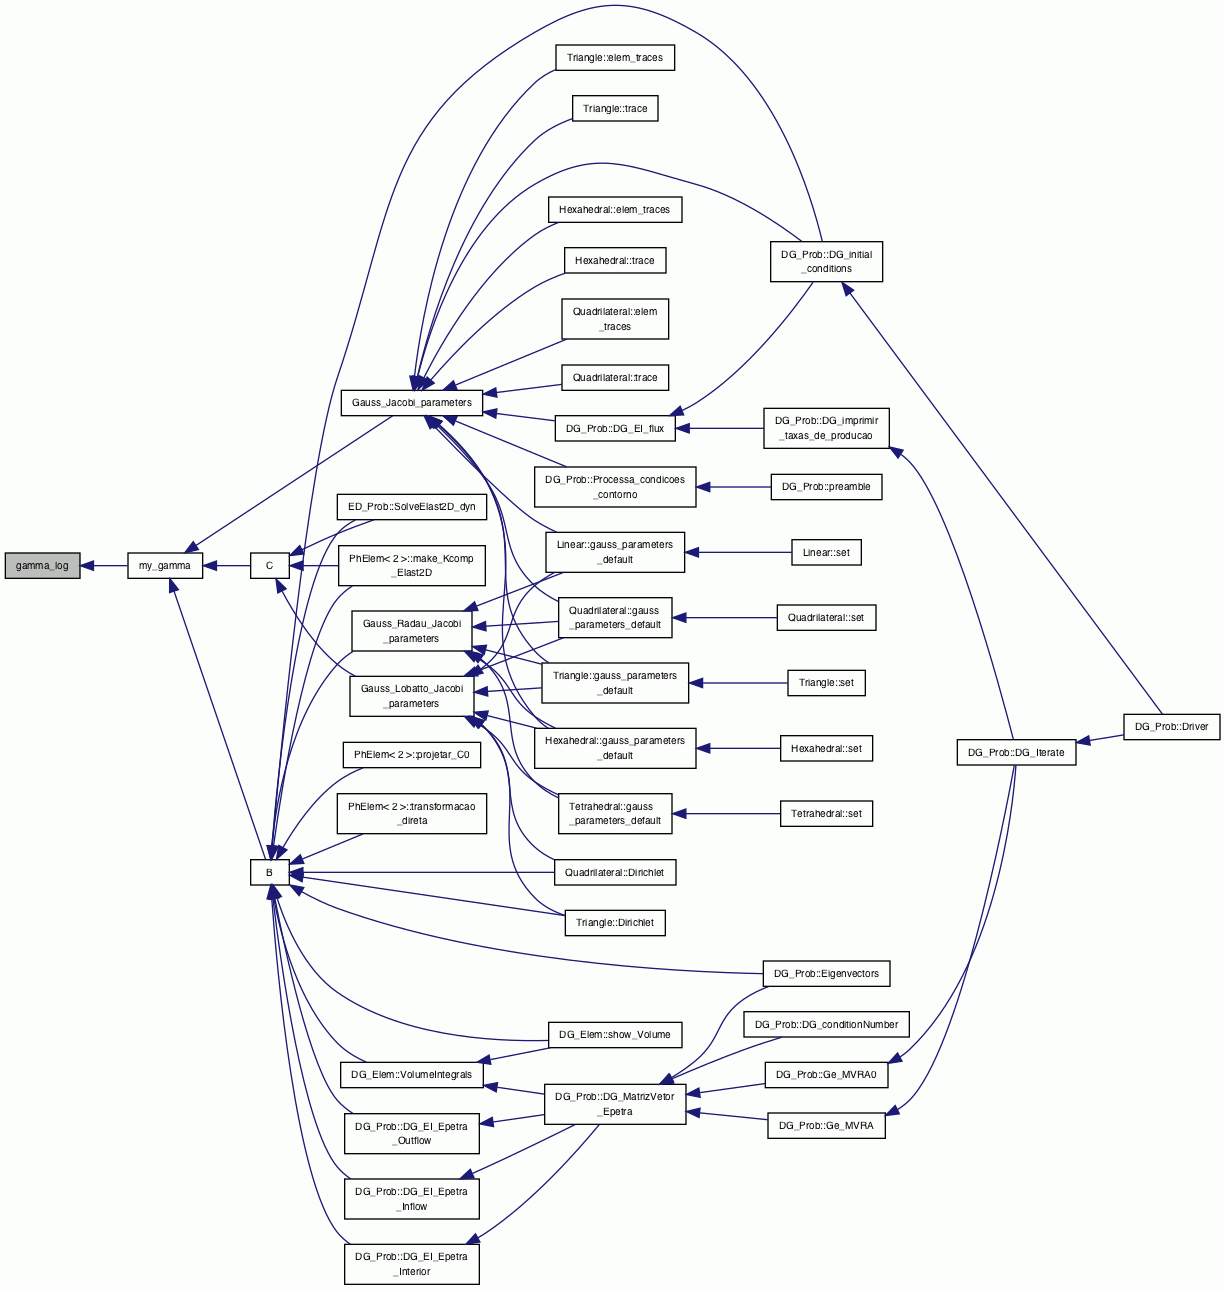 Triangle::elem_traces
Triangle::trace
Hexahedral::elem_traces
DG_Prob::DG_initial
_conditions
Hexahedral::trace
Quadrilateral::elem
_traces
Quadrilateral::trace
Gauss_Jacobi_parameters
DG_Prob::DG_EI_flux
DG_Prob::DG_imprimir
_taxas_de_producao
DG_Prob::Processa_condicoes
_contorno
DG_Prob::preamble
ED_Prob::SolveElast2D_dyn
Linear::gauss_parameters
_default
Linear::set
gamma_log
my_gamma
C
PhElem< 2 >::make_Kcomp
_Elast2D
Quadrilateral::gauss
_parameters_default
Quadrilateral::set
Gauss_Radau_Jacobi
_parameters
Triangle::gauss_parameters
_default
Triangle::set
Gauss_Lobatto_Jacobi
_parameters
DG_Prob::Driver
Hexahedral::gauss_parameters
_default
Hexahedral::set
DG_Prob::DG_Iterate
PhElem< 2 >::projetar_C0
PhElem< 2 >::transformacao
_direta
Tetrahedral::gauss
_parameters_default
Tetrahedral::set
B
Quadrilateral::Dirichlet
Triangle::Dirichlet
DG_Prob::Eigenvectors
DG_Elem::show_Volume
DG_Prob::DG_conditionNumber
DG_Elem::VolumeIntegrals
DG_Prob::Ge_MVRA0
DG_Prob::DG_MatrizVetor
_Epetra
DG_Prob::Ge_MVRA
DG_Prob::DG_EI_Epetra
_Outflow
DG_Prob::DG_EI_Epetra
_Inflow
DG_Prob::DG_EI_Epetra
_Interior